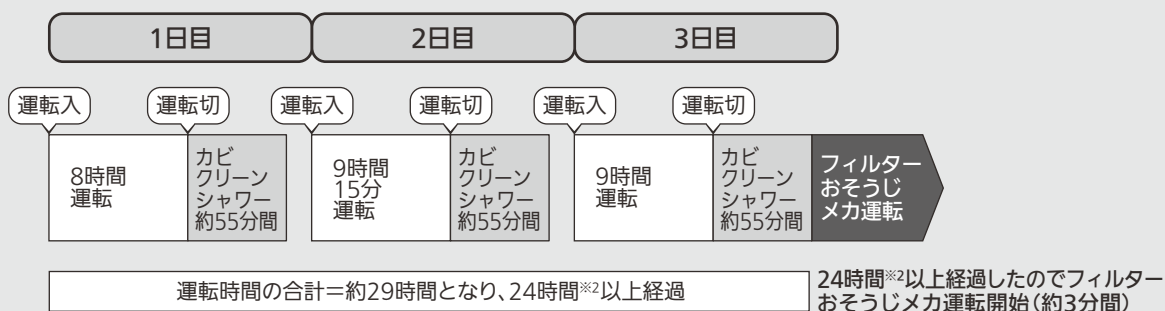 1日目
2日目
3日目
運転入
運転切
運転入
運転切
運転入
運転切
8時間
運転
カビ
クリーン
シャワー
約55分間
9時間
15分
運転
カビ
クリーン
シャワー
約55分間
9時間
運転
カビ
クリーン
シャワー
約55分間
フィルター
おそうじ
メカ運転
運転時間の合計＝約29時間となり、24時間※2以上経過
24時間※2以上経過したのでフィルター
おそうじメカ運転開始（約3分間）